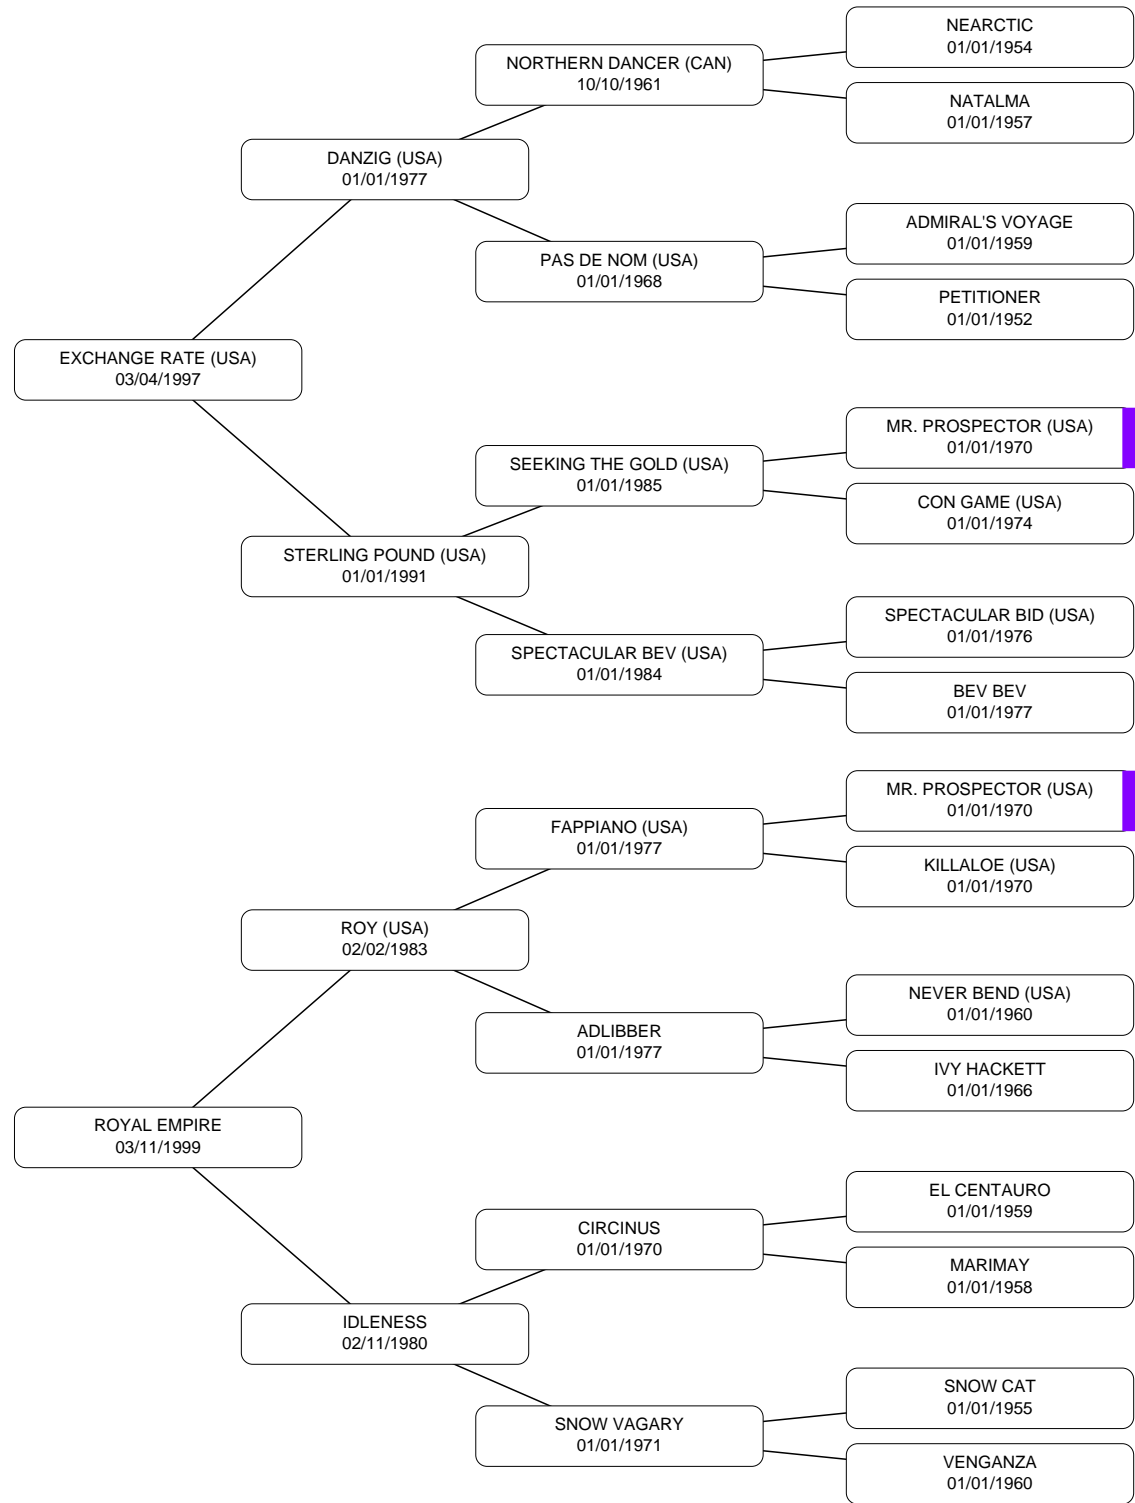 NEARCTIC
01/01/1954
NORTHERN DANCER (CAN)
10/10/1961
NATALMA
01/01/1957
DANZIG (USA)
01/01/1977
ADMIRAL'S VOYAGE
01/01/1959
PAS DE NOM (USA)
01/01/1968
PETITIONER
01/01/1952
EXCHANGE RATE (USA)
03/04/1997
MR. PROSPECTOR (USA)
01/01/1970
SEEKING THE GOLD (USA)
01/01/1985
CON GAME (USA)
01/01/1974
STERLING POUND (USA)
01/01/1991
SPECTACULAR BID (USA)
01/01/1976
SPECTACULAR BEV (USA)
01/01/1984
BEV BEV
01/01/1977
MR. PROSPECTOR (USA)
01/01/1970
FAPPIANO (USA)
01/01/1977
KILLALOE (USA)
01/01/1970
ROY (USA)
02/02/1983
NEVER BEND (USA)
01/01/1960
ADLIBBER
01/01/1977
IVY HACKETT
01/01/1966
ROYAL EMPIRE
03/11/1999
EL CENTAURO
01/01/1959
CIRCINUS
01/01/1970
MARIMAY
01/01/1958
IDLENESS
02/11/1980
SNOW CAT
01/01/1955
SNOW VAGARY
01/01/1971
VENGANZA
01/01/1960